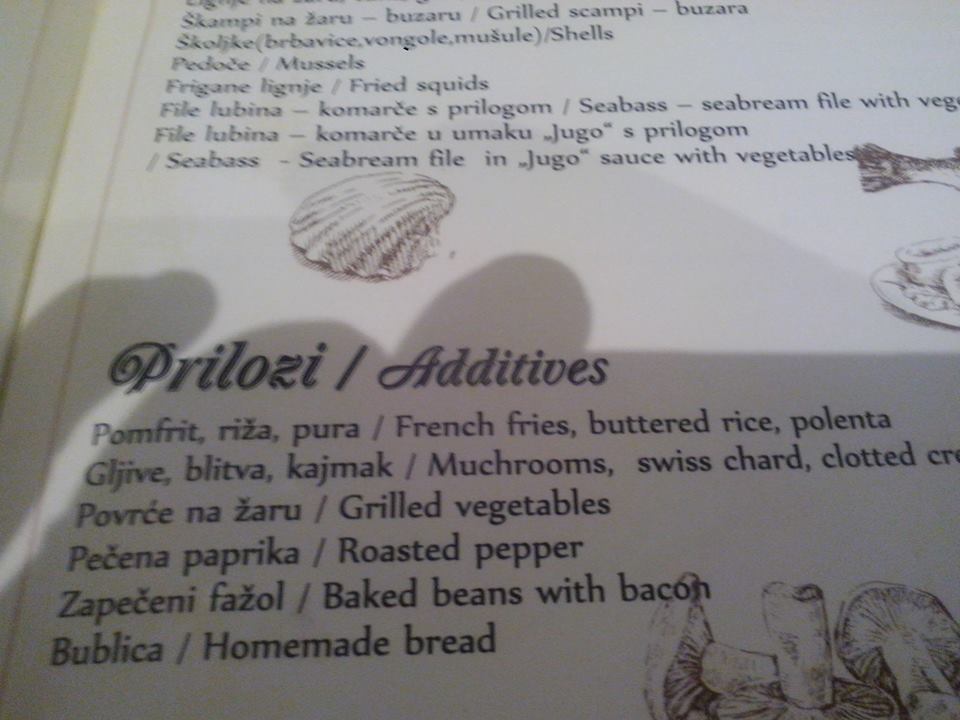 Škampi na žaru – buzaru / Grilled scampi – buzara
Školjke(brbavice,vongole,mušule)/Shells
Pedoče / Mussels
Frigane lignje / Fried squids
File lubina – komarče s prilogom / Seabass – seabream file with
File lubina – komarče u umaku „Jugo“ s prilogom
/ Seabass - Seabream file in „Jugo“ sauce with vegetables
Prilozi / Additives
Pomfrit, riža, pura / French fries, buttered rice, polenta
Gljive, blitva, kajmak / Muchrooms, swiss chard, clotted
Povrće na žaru / Grilled vegetables
Pečena paprika / Roasted pepper
Zapečeni fažol / Baked beans with bacon
Bublica / Homemade bread